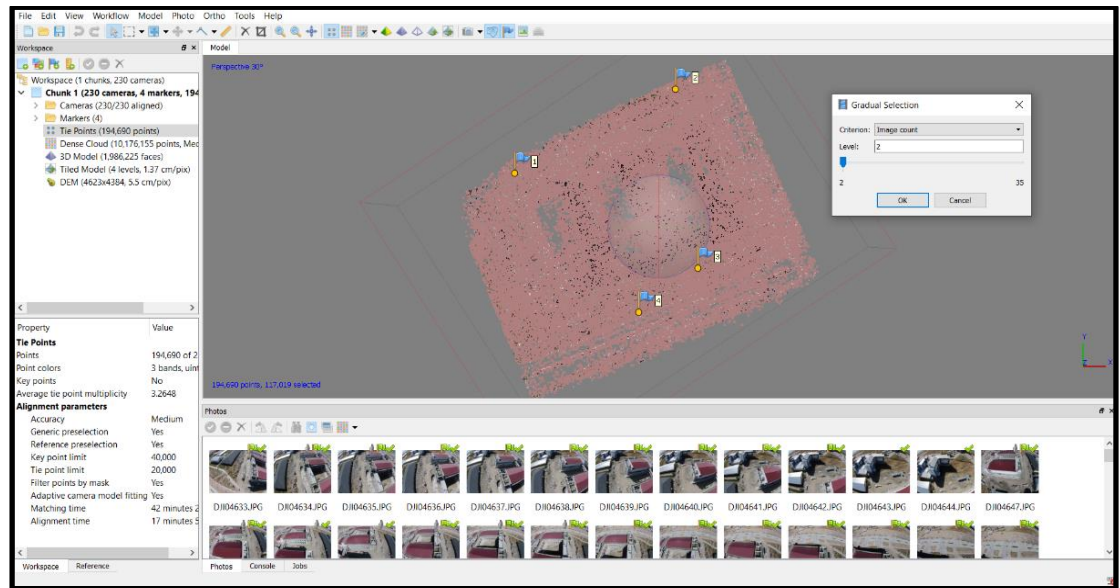 File Edit View Workflow Model Photo Ortho Tools Help
Workspace
Workspace (1 chunks, 230 cameras)
Chunk 1 (230 cameras, 4 markers, 194
Cameras (230/230 aligned)
Markers (4)
Tie Points (194,690 points)
Dense Cloud (10,176,155 points, Med
3D Model (1,986,225 faces)
Tiled Model (4 levels, 1.37 cm/pix)
DEM (4623x4384, 5.5 cm/pix)
Property Value
Tie Points
Points 194,690 of 2
Point colors 3 bands, uint
Key points No
Average tie point multiplicity 3.2648
Alignment parameters
Accuracy Medium
Generic preselection Yes
Reference preselection Yes
Key point limit 40,000
Tie point limit 20,000
Filter points by mask Yes
Adaptive camera model fitting Yes
Matching time 42 minutes 2
Alignment time 17 minutes 5
Workspace Reference
Model
Perspective 30°
2
1
3
4
194,690 points, 117,019 selected
Y
X
Gradual Selection
Criterion: Image count
Level: 2
2 35
OK Cancel
Photos
DJI04633.JPG DJI04634.JPG DJI04635.JPG DJI04636.JPG DJI04637.JPG DJI04638.JPG DJI04639.JPG DJI04640.JPG DJI04641.JPG DJI04642.JPG DJI04643.JPG DJI04644.JPG DJI04647.JPG
Photos Console Jobs